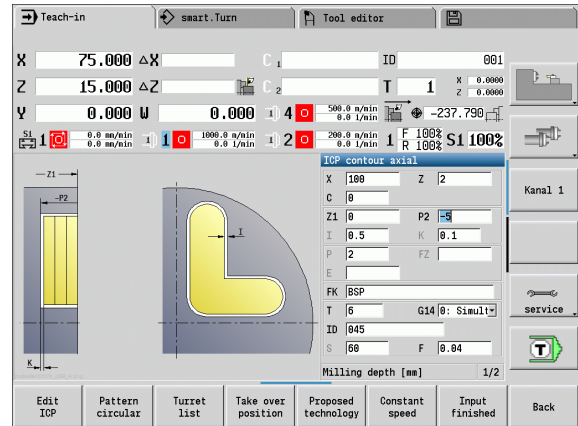 Teach-in smart.Turn Tool editor
X 75.000 ΔX C 1 ID 001
Z 15.000 ΔZ C 2 T 1 X 0.0000 Z 0.0000
Y 0.000 W 0.000 4 0 500.0 m/min 0.0 1/min -237.790
S1 1 0.0 mm/min 0.0 mm/min 1 0 1000.0 m/min 0.0 1/min 2 0 200.0 m/min 0.0 1/min 1 F 100% R 100% S1 100%
ICP contour axial
X 100 Z 2
C 0
Z1 0 P2 -5
I 0.5 K 0.1
P 2 FZ
E
FK BSP
T 6 G14 0: Simult
ID 045
S 60 F 0.04
Milling depth [mm] 1/2
Z1
-P2
I
K
Kanal 1
service
T
Edit ICP
Pattern circular
Turret list
Take over position
Proposed technology
Constant speed
Input finished
Back